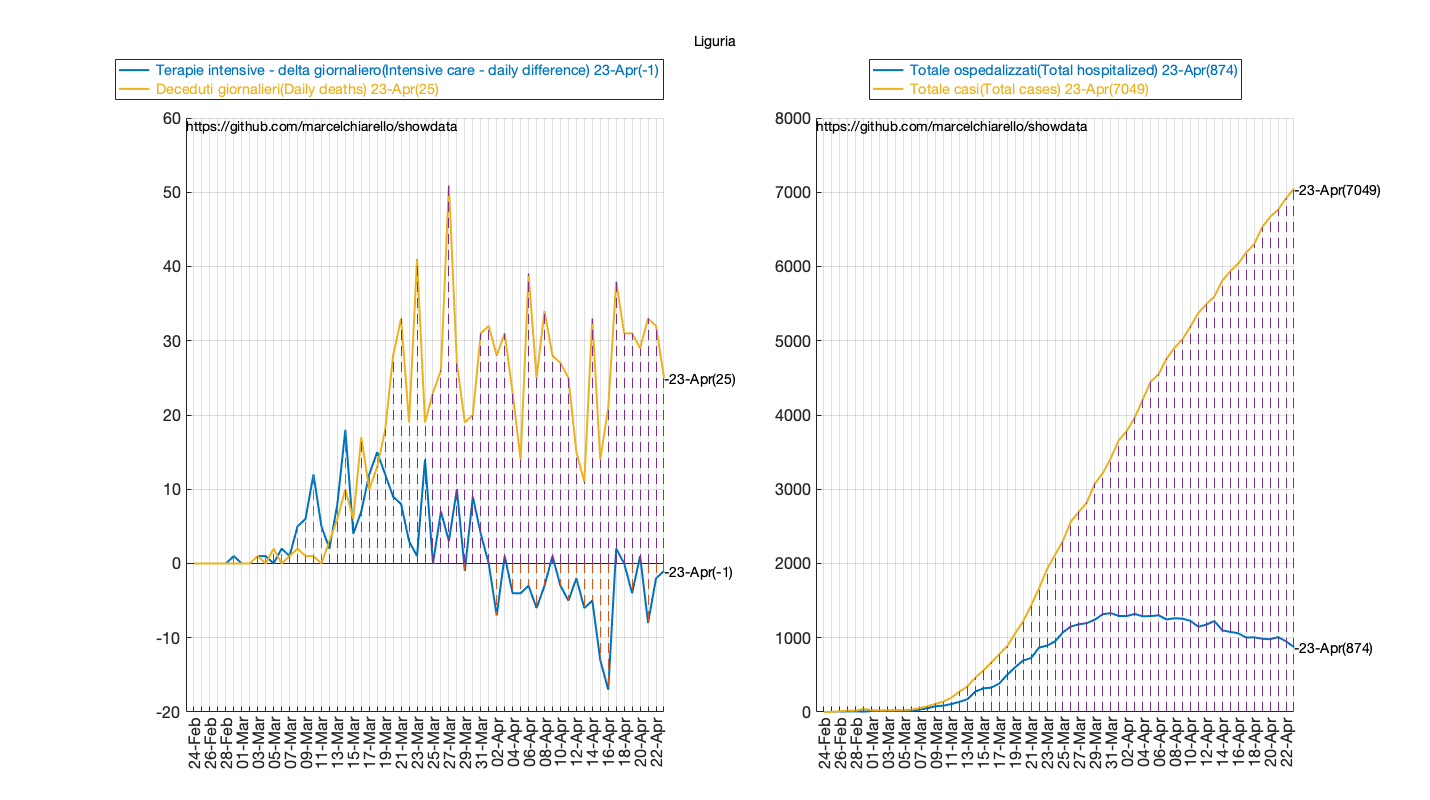 Liguria
Terapie intensive - delta giornaliero(Intensive care - daily difference) 23-Apr(-1)
Deceduti giornalieri(Daily deaths) 23-Apr(25)
https://github.com/marcelchiarello/showdata
60
50
40
30
20
10
0
-10
-20
-23-Apr(25)
-23-Apr(-1)
24-Feb
26-Feb
28-Feb
01-Mar
03-Mar
05-Mar
07-Mar
09-Mar
11-Mar
13-Mar
15-Mar
17-Mar
19-Mar
21-Mar
23-Mar
25-Mar
27-Mar
29-Mar
31-Mar
02-Apr
04-Apr
06-Apr
08-Apr
10-Apr
12-Apr
14-Apr
16-Apr
18-Apr
20-Apr
22-Apr
Totale ospedalizzati(Total hospitalized) 23-Apr(874)
Totale casi(Total cases) 23-Apr(7049)
https://github.com/marcelchiarello/showdata
8000
7000
6000
5000
4000
3000
2000
1000
0
-23-Apr(7049)
-23-Apr(874)
24-Feb
26-Feb
28-Feb
01-Mar
03-Mar
05-Mar
07-Mar
09-Mar
11-Mar
13-Mar
15-Mar
17-Mar
19-Mar
21-Mar
23-Mar
25-Mar
27-Mar
29-Mar
31-Mar
02-Apr
04-Apr
06-Apr
08-Apr
10-Apr
12-Apr
14-Apr
16-Apr
18-Apr
20-Apr
22-Apr